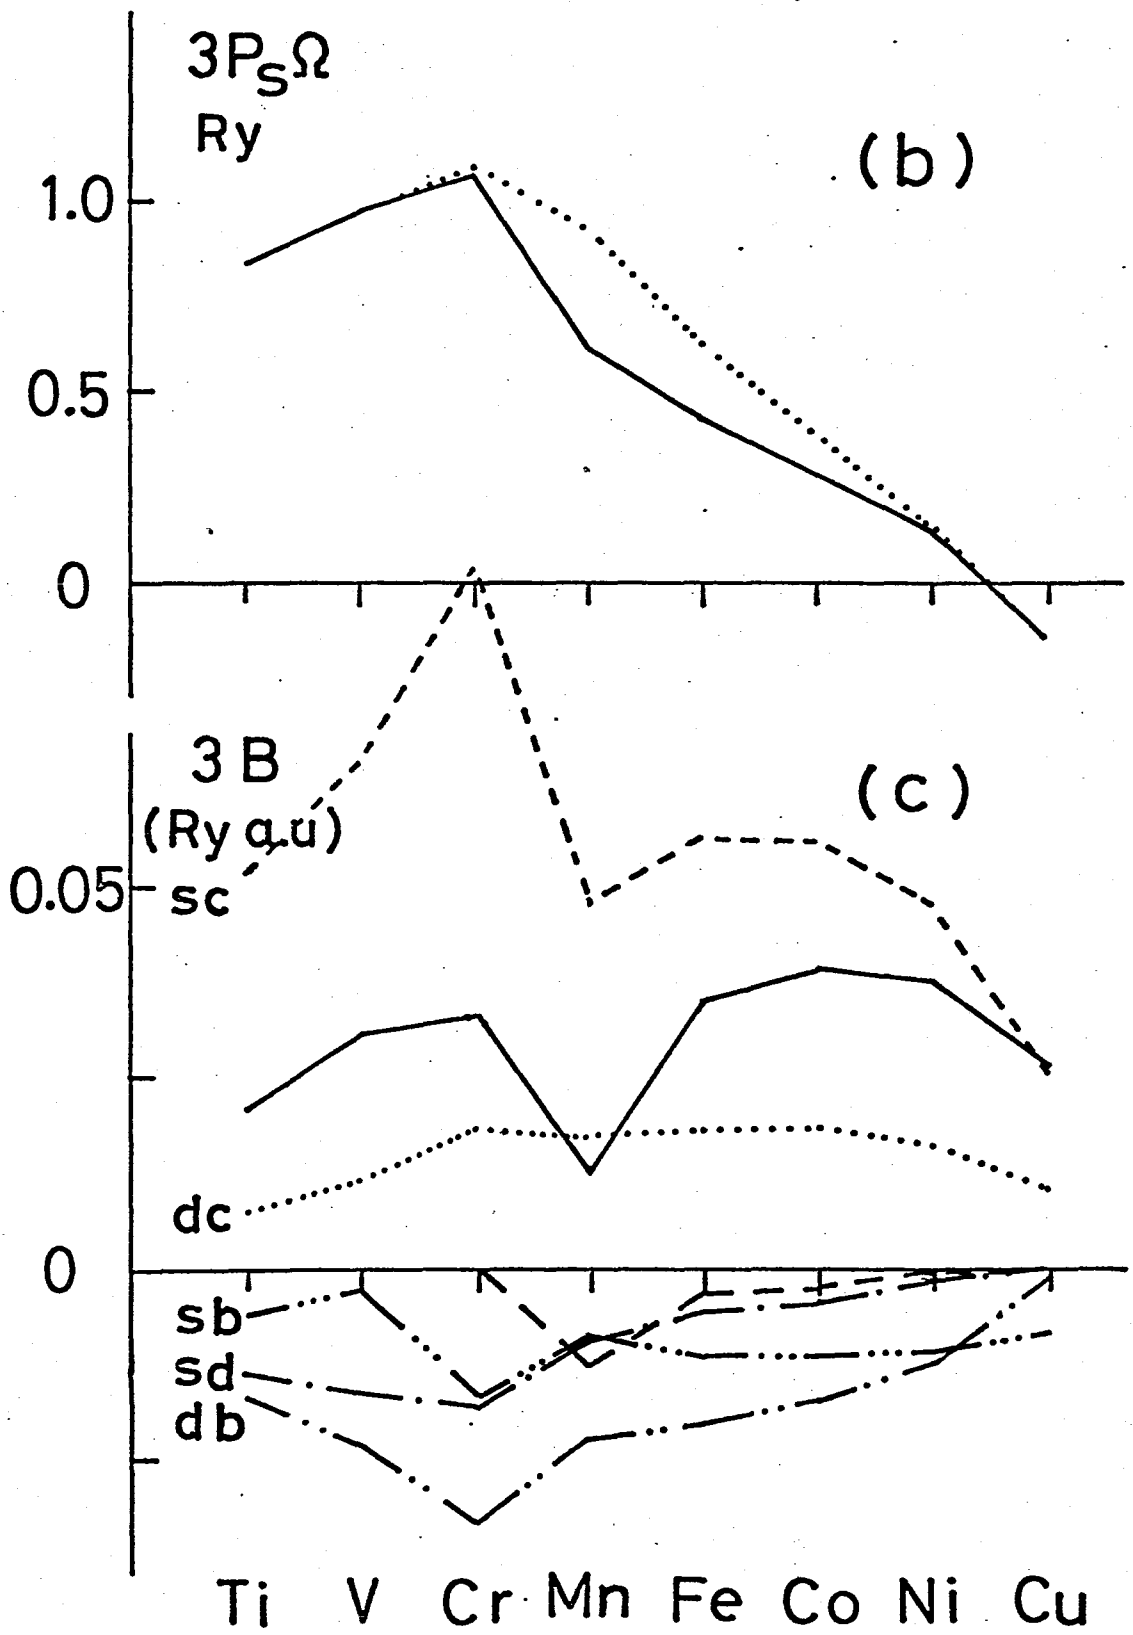 3PsΩ
Ry
(b)
1.0
0.5
0
3B
(Ry a.u)
(c)
0.05
sc
dc
0
sb
sd
db
Ti V Cr Mn Fe Co Ni Cu